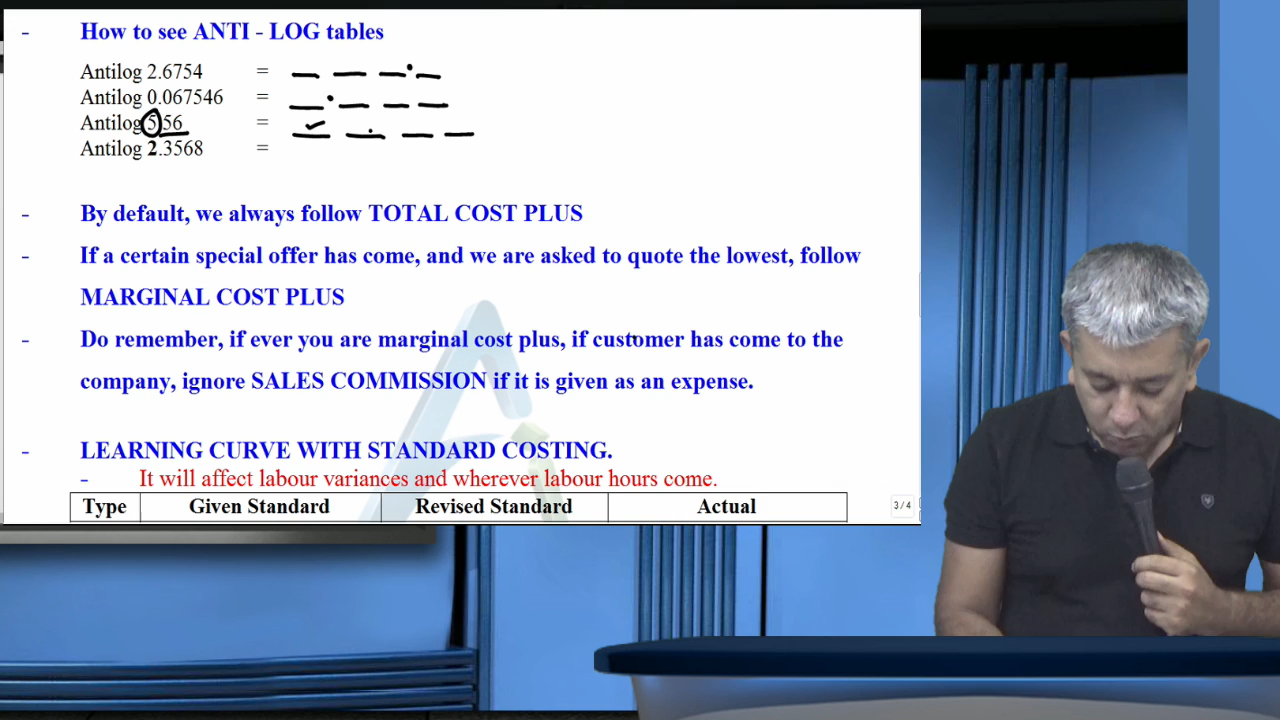 - How to see ANTI - LOG tables
Antilog 2.6754 =
Antilog 0.067546 =
Antilog 5.56 =
Antilog 2.3568 =
- By default, we always follow TOTAL COST PLUS
- If a certain special offer has come, and we are asked to quote the lowest, follow
MARGINAL COST PLUS
- Do remember, if ever you are marginal cost plus, if customer has come to the
company, ignore SALES COMMISSION if it is given as an expense.
- LEARNING CURVE WITH STANDARD COSTING.
- It will affect labour variances and wherever labour hours come.
Type Given Standard Revised Standard Actual
3/4